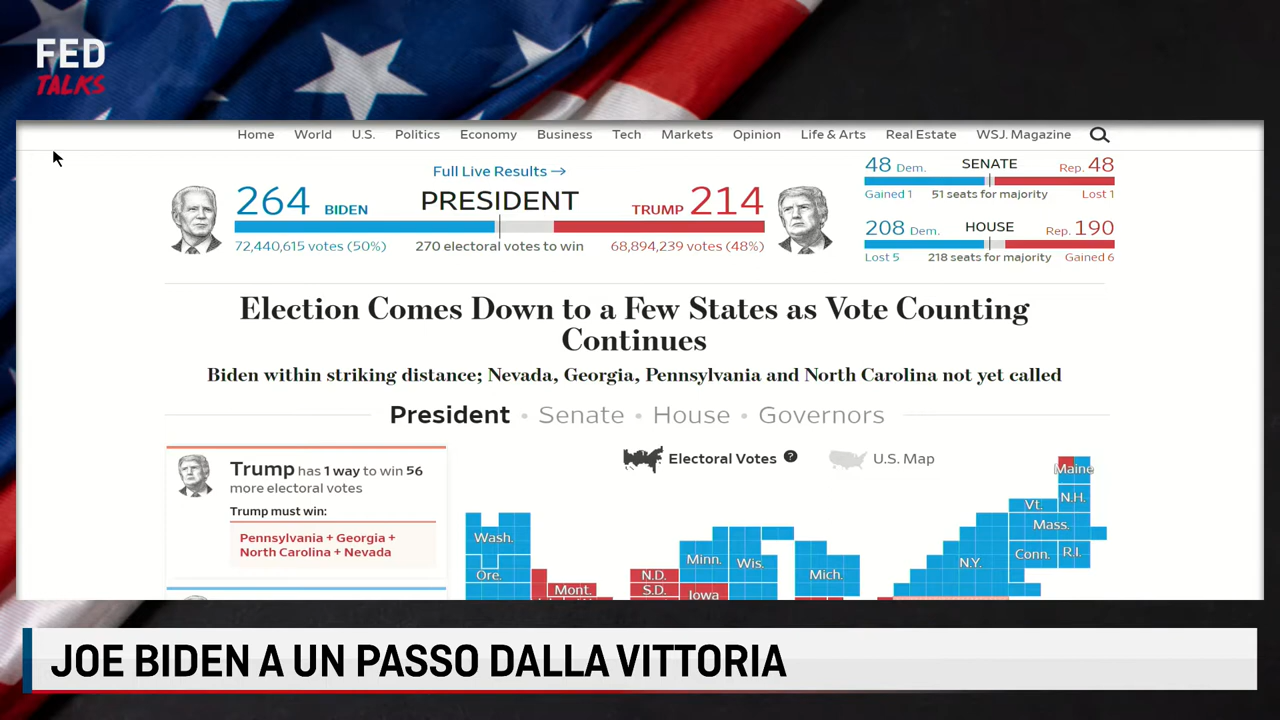 FED
TALKS
Home World U.S. Politics Economy Business Tech Markets Opinion Life & Arts Real Estate WSJ. Magazine
Full Live Results →
264 BIDEN PRESIDENT TRUMP 214
72,440,615 votes (50%) 270 electoral votes to win 68,894,239 votes (48%)
48 Dem. SENATE Rep. 48
Gained 1 51 seats for majority Lost 1
208 Dem. HOUSE Rep. 190
Lost 5 218 seats for majority Gained 6
Election Comes Down to a Few States as Vote Counting
Continues
Biden within striking distance; Nevada, Georgia, Pennsylvania and North Carolina not yet called
President • Senate • House • Governors
Trump has 1 way to win 56
more electoral votes
Trump must win:
Pennsylvania + Georgia +
North Carolina + Nevada
Electoral Votes ? U.S. Map
Maine
N.H.
Vt.
Mass.
Wash.
Conn. R.I.
Minn. Wis. N.Y.
Ore. N.D. Mich.
Mont. S.D. Iowa
JOE BIDEN A UN PASSO DALLA VITTORIA